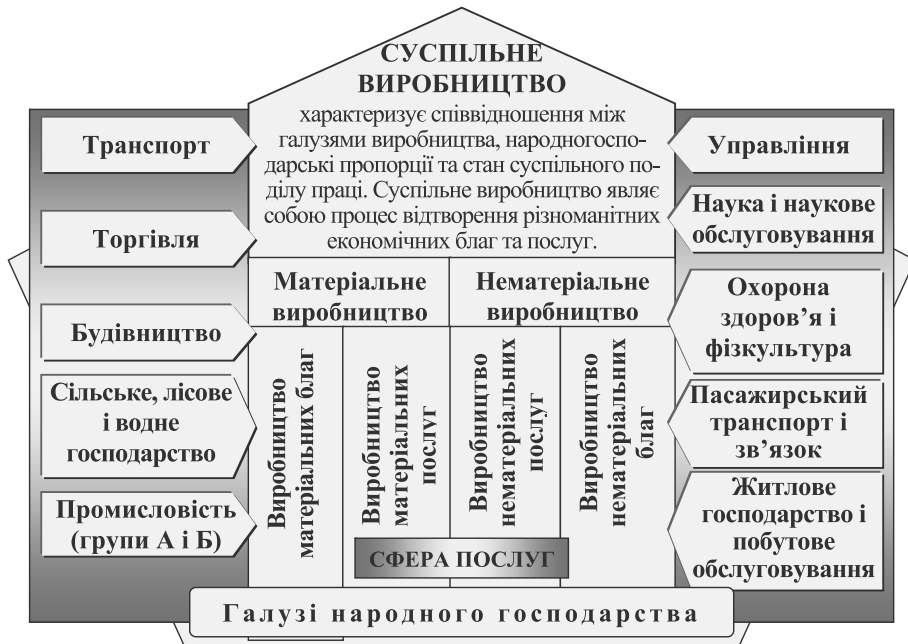 СУСПІЛЬНЕ
ВИРОБНИЦТВО
характеризує співвідношення між
галузями виробництва, народногоспо-
дарські пропорції та стан суспільного по-
ділу праці. Суспільне виробництво являє
собою процес відтворення різноманітних
економічних благ та послуг.
Транспорт
Торгівля
Будівництво
Сільське, лісове
і водне
господарство
Промисловість
(групи А і Б)
Матеріальне
виробництво
Нематеріальне
виробництво
Виробництво
матеріальних благ
Виробництво
матеріальних
послуг
Виробництво
нематеріальних
послуг
Виробництво
нематеріальних
благ
СФЕРА ПОСЛУГ
Управління
Наука і наукове
обслуговування
Охорона
здоров’я і
фізкультура
Пасажирський
транспорт і
зв’язок
Житлове
господарство і
побутове
обслуговування
Галузі народного господарства